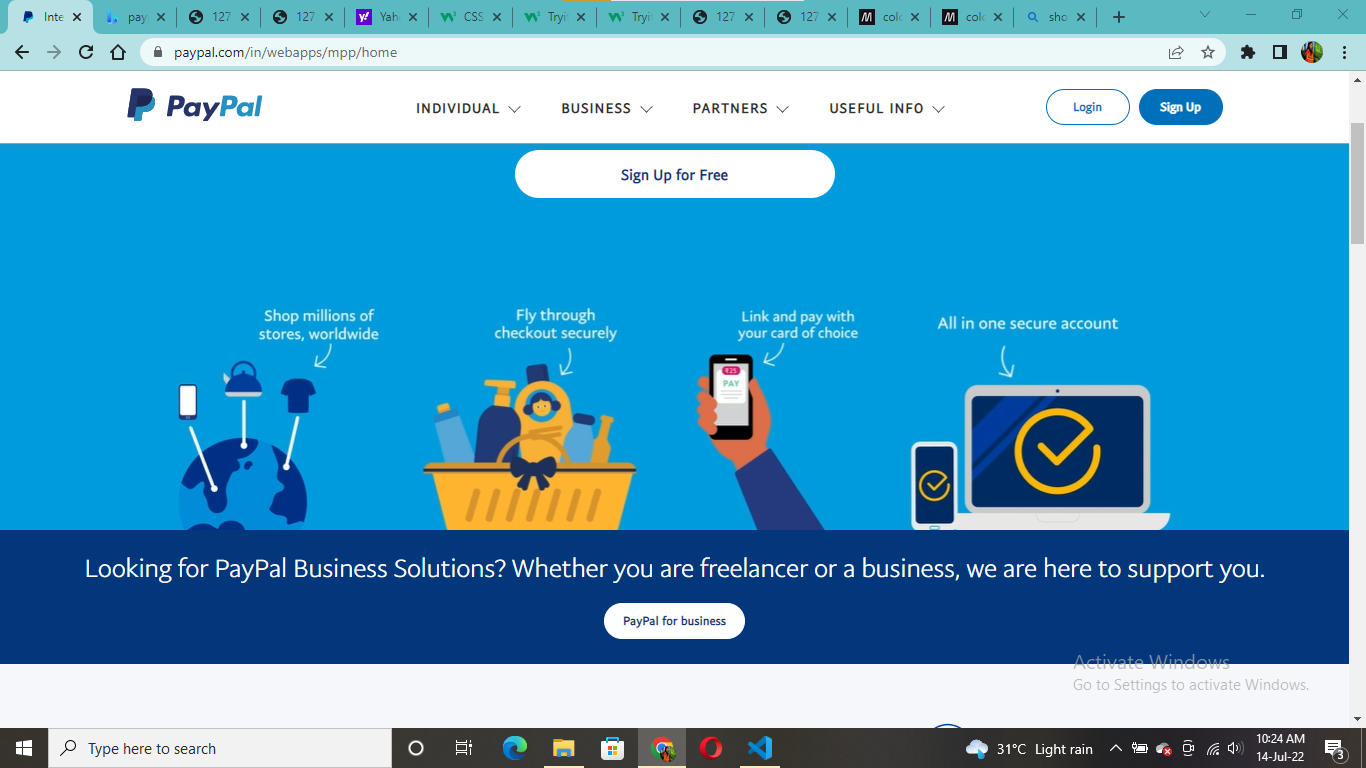 Inte
payp
127
127
Yah
CSS
Tryi
Tryi
127
127
colo
colo
sho
paypal.com/in/webapps/mpp/home
PayPal
INDIVIDUAL
BUSINESS
PARTNERS
USEFUL INFO
Login
Sign Up
Sign Up for Free
Shop millions of
stores, worldwide
Fly through
checkout securely
Link and pay with
your card of choice
All in one secure account
₹25
PAY
Looking for PayPal Business Solutions? Whether you are freelancer or a business, we are here to support you.
PayPal for business
Activate Windows
Go to Settings to activate Windows.
Type here to search
31°C Light rain
10:24 AM
14-Jul-22
3